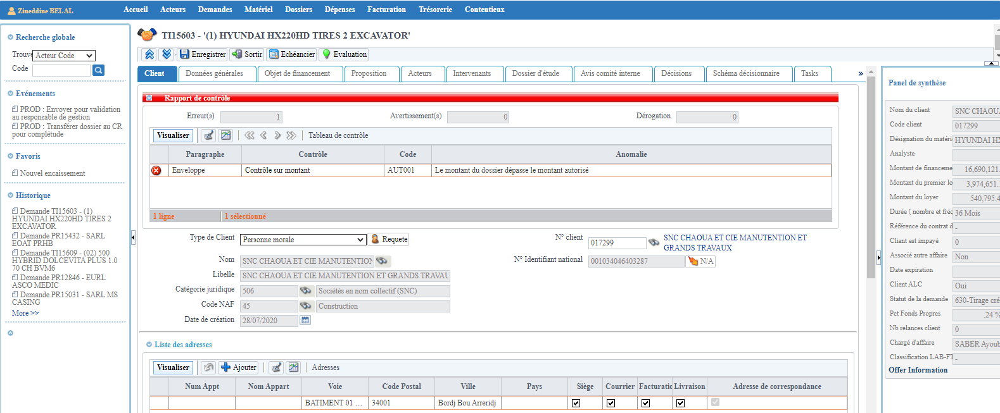 Zineddine BELAL
Accueil Acteurs Demandes Matériel Dossiers Dépenses Facturation Trésorerie Contentieux
Recherche globale
Trouve Acteur Code
Code
Evénements
PROD : Envoyer pour validation
au responsable de gestion
PROD : Transférer dossier au CR
pour complétude
Favoris
Nouvel encaissement
Historique
Demande TI15603 - (1)
HYUNDAI HX220HD TIRES 2
EXCAVATOR
Demande PR15432 - SARL
EOAT PRHB
Demande TI15609 - (02) 500
HYBRID DOLCEVITA PLUS 1.0
70 CH BVM6
Demande PR12846 - EURL
ASCO MEDIC
Demande PR15031 - SARL MS
CASING
More >>
TI15603 - '(1) HYUNDAI HX220HD TIRES 2 EXCAVATOR'
Enregistrer Sortir Echéancier Evaluation
Client Données générales Objet de financement Proposition Acteurs Intervenants Dossier d'étude Avis comité interne Décisions Schéma décisionnaire Tasks »
Rapport de contrôle
Erreur(s) 1 Avertissement(s) 0 Dérogation 0
Visualiser Tableau de contrôle
Paragraphe Contrôle Code Anomalie
Enveloppe Contrôle sur montant AUT001 Le montant du dossier dépasse le montant autorisé
1 ligne 1 sélectionné
Type de Client Personne morale Requete N° client 017299 SNC CHAOUA ET CIE MANUTENTION ET
GRANDS TRAVAUX
Nom SNC CHAOUA ET CIE MANUTENTION N° Identifiant national 001034046403287 N/A
Libelle SNC CHAOUA ET CIE MANUTENTION ET GRANDS TRAVAU
Catégorie juridique 506 Sociétés en nom collectif (SNC)
Code NAF 45 Construction
Date de création 28/07/2020
Liste des adresses
Visualiser Ajouter Adresses
Num Appt Nom Appart Voie Code Postal Ville Pays Siège Courrier Facturatio Livraison Adresse de correspondance
BATIMENT 01 ... 34001 Bordj Bou Arreridj
Panel de synthèse
Nom du client SNC CHAOUA
Code client 017299
Désignation du matéri HYUNDAI HX
Analyste
Montant de financeme 16,690,121.
Montant du premier lo 3,974,651.
Montant du loyer 540,795.4
Durée ( nombre et fréq 36 Mois
Référence du contrat d -
Client est impayé 0
Associé autre affaire Non
Date expiration
Client ALC Oui
Statut de la demande 630-Tirage cré
Pct Fonds Propres .24 %
Nb relances client 0
Chargé d'affaire SABER Ayoub
Classification LAB-FT -
Offer Information